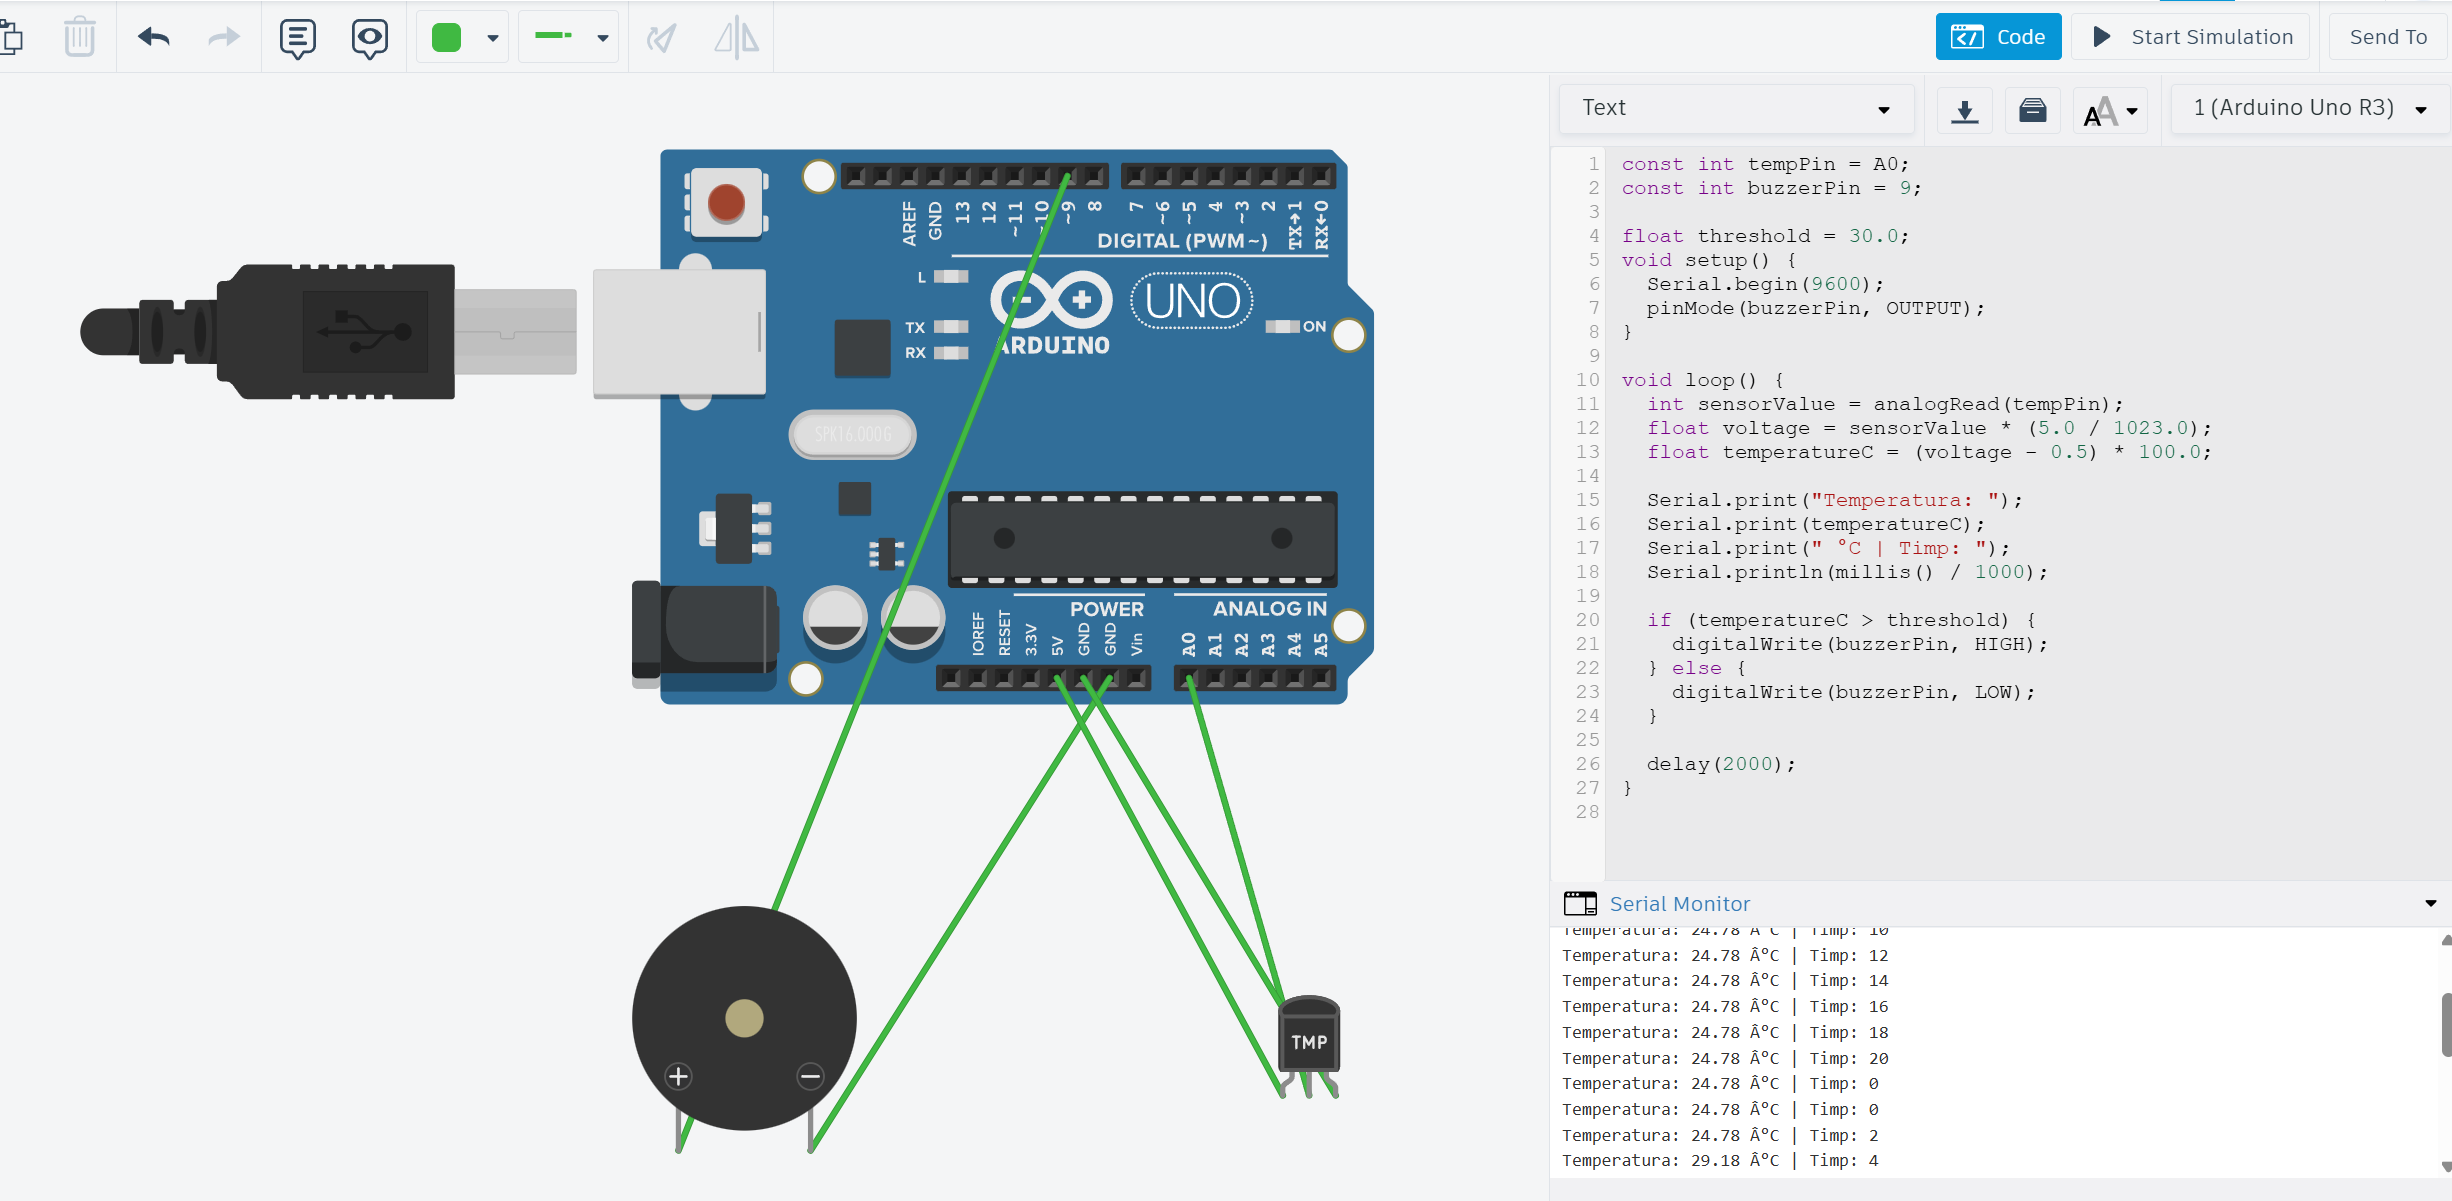 Code
Start Simulation
Send To
Text
1 (Arduino Uno R3)
AREF
GND
13
12
~11
~10
~9
8
7
~6
~5
4
~3
2
TX→1
RX←0
DIGITAL (PWM~)
L
TX
RX
UNO
ON
ARDUINO
SPK16.000G
IOREF
RESET
3.3V
5V
GND
GND
Vin
POWER
ANALOG IN
A0
A1
A2
A3
A4
A5
TMP
1 const int tempPin = A0;
2 const int buzzerPin = 9;
3
4 float threshold = 30.0;
5 void setup() {
6 Serial.begin(9600);
7 pinMode(buzzerPin, OUTPUT);
8 }
9
10 void loop() {
11 int sensorValue = analogRead(tempPin);
12 float voltage = sensorValue * (5.0 / 1023.0);
13 float temperatureC = (voltage - 0.5) * 100.0;
14
15 Serial.print("Temperatura: ");
16 Serial.print(temperatureC);
17 Serial.print(" °C | Timp: ");
18 Serial.println(millis() / 1000);
19
20 if (temperatureC > threshold) {
21 digitalWrite(buzzerPin, HIGH);
22 } else {
23 digitalWrite(buzzerPin, LOW);
24 }
25
26 delay(2000);
27 }
28
Serial Monitor
Temperatura: 24.78 Â°C | Timp: 10
Temperatura: 24.78 Â°C | Timp: 12
Temperatura: 24.78 Â°C | Timp: 14
Temperatura: 24.78 Â°C | Timp: 16
Temperatura: 24.78 Â°C | Timp: 18
Temperatura: 24.78 Â°C | Timp: 20
Temperatura: 24.78 Â°C | Timp: 0
Temperatura: 24.78 Â°C | Timp: 0
Temperatura: 24.78 Â°C | Timp: 2
Temperatura: 29.18 Â°C | Timp: 4